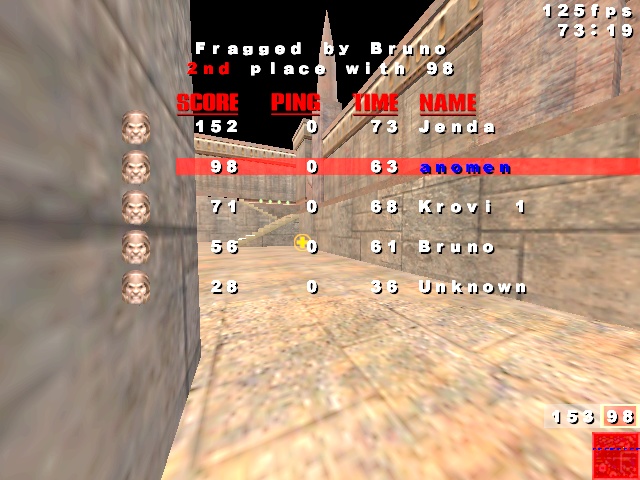 125fps
73:19
Fragged by Bruno
2nd place with 98
SCORE PING TIME NAME
152 0 73 Jenda
98 0 63 anomen
71 0 68 Krovi 1
56 0 61 Bruno
28 0 36 Unknown
153 98